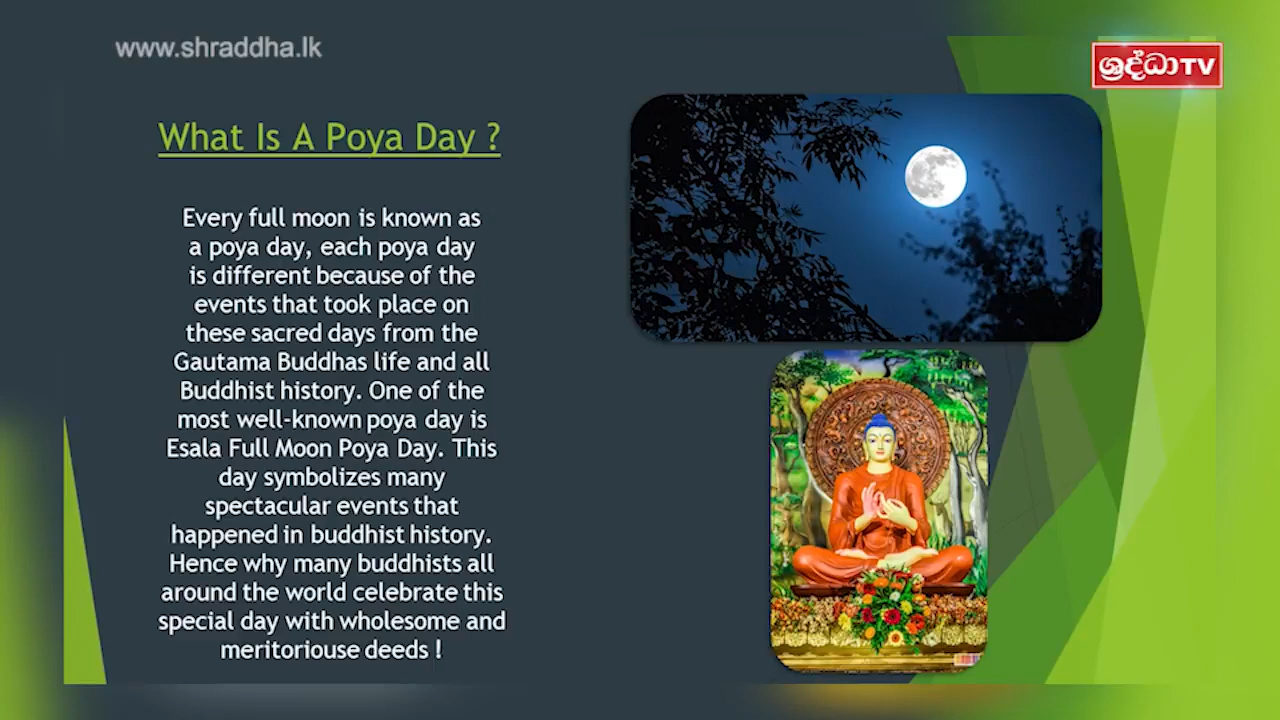 www.shraddha.lk
ශ්‍රද්ධා TV
What Is A Poya Day ?
Every full moon is known as
a poya day, each poya day
is different because of the
events that took place on
these sacred days from the
Gautama Buddhas life and all
Buddhist history. One of the
most well-known poya day is
Esala Full Moon Poya Day. This
day symbolizes many
spectacular events that
happened in buddhist history.
Hence why many buddhists all
around the world celebrate this
special day with wholesome and
meritoriouse deeds !